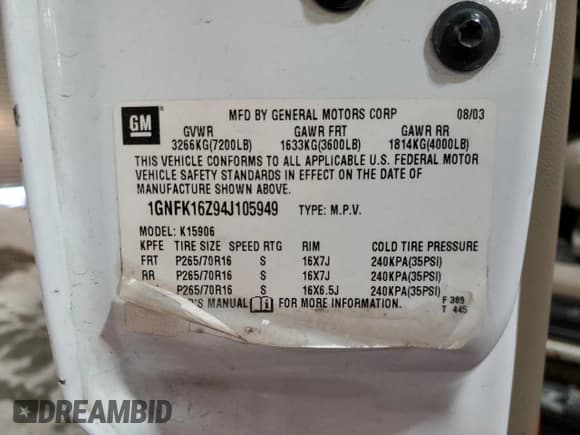 GM
MFD BY GENERAL MOTORS CORP 08/03
GVWR GAWR FRT GAWR RR
3266KG(7200LB) 1633KG(3600LB) 1814KG(4000LB)
THIS VEHICLE CONFORMS TO ALL APPLICABLE U.S. FEDERAL MOTOR
VEHICLE SAFETY STANDARDS IN EFFECT ON THE DATE OF
MANUFACTURE SHOWN ABOVE.
1GNFK16Z94J105949 TYPE: M.P.V.
MODEL: K15906
KPFE TIRE SIZE SPEED RTG RIM COLD TIRE PRESSURE
FRT P265/70R16 S 16X7J 240KPA(35PSI)
RR P265/70R16 S 16X7J 240KPA(35PSI)
P265/70R16 S 16X6.5J 240KPA(35PSI)
'S MANUAL FOR MORE INFORMATION.
F 389
T 445
DREAMBID